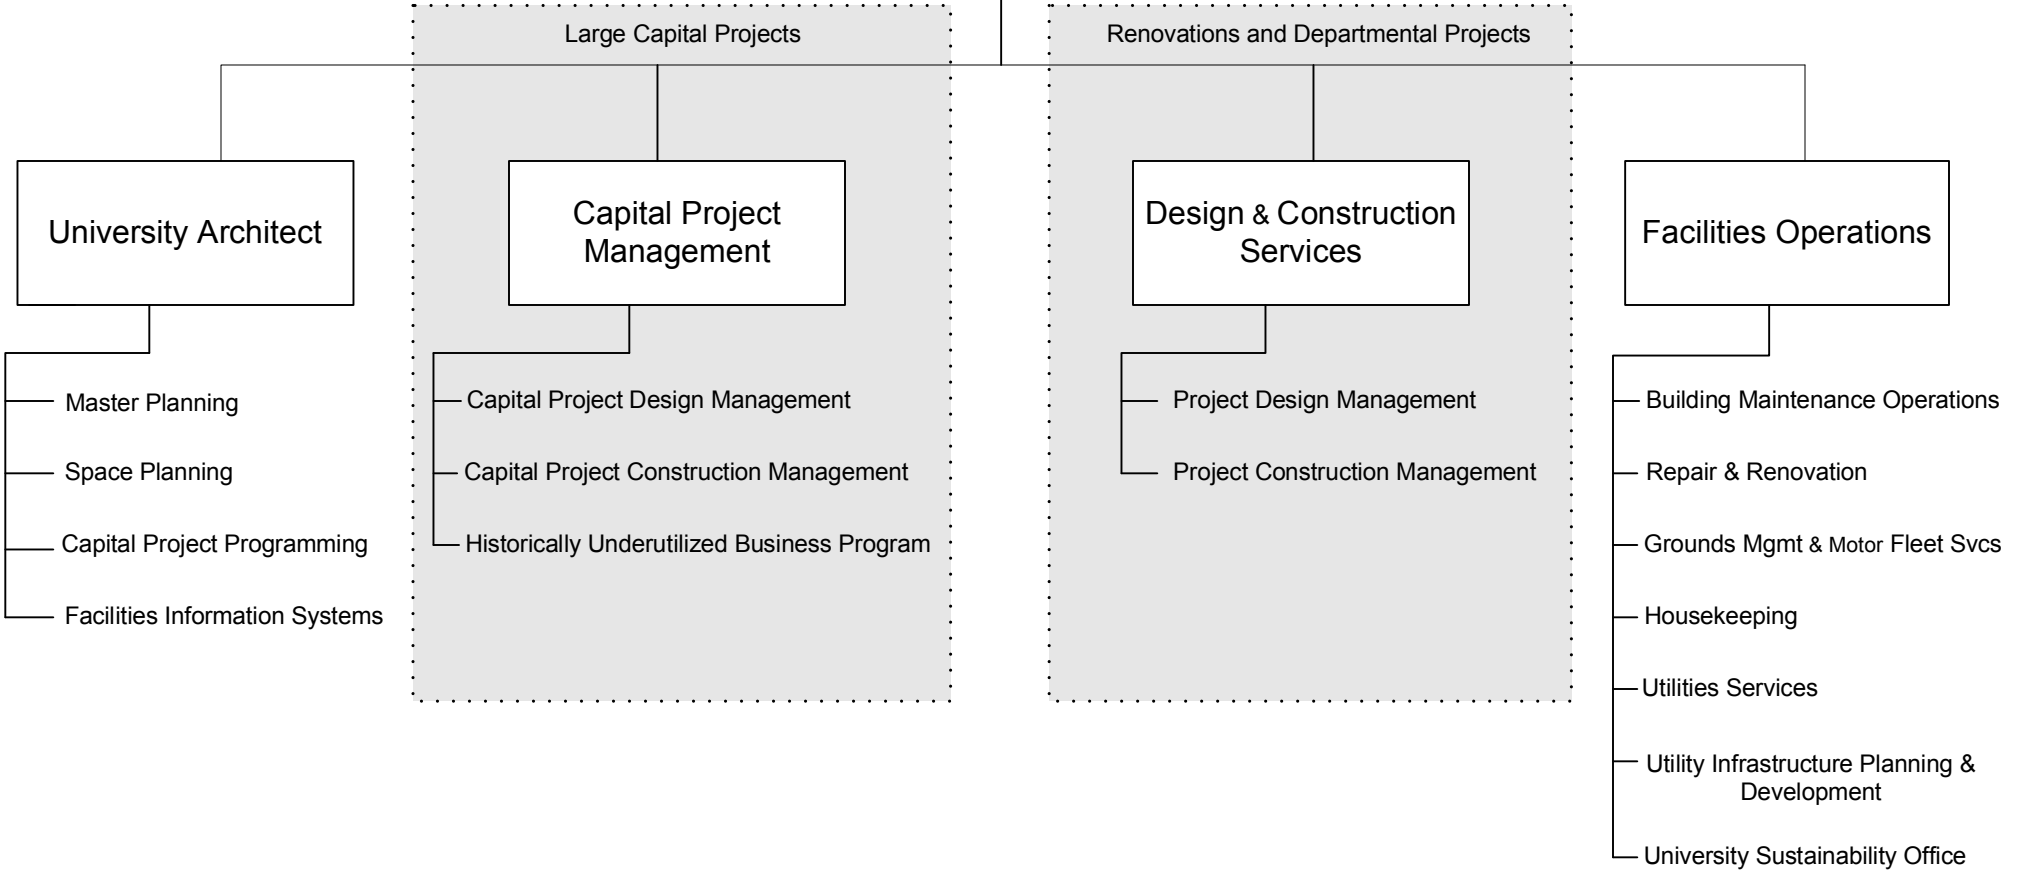 Large Capital Projects
Renovations and Departmental Projects
University Architect
Capital Project
Management
Design & Construction
Services
Facilities Operations
Master Planning
Space Planning
Capital Project Programming
Facilities Information Systems
Capital Project Design Management
Capital Project Construction Management
Historically Underutilized Business Program
Project Design Management
Project Construction Management
Building Maintenance Operations
Repair & Renovation
Grounds Mgmt & Motor Fleet Svcs
Housekeeping
Utilities Services
Utility Infrastructure Planning &
Development
University Sustainability Office